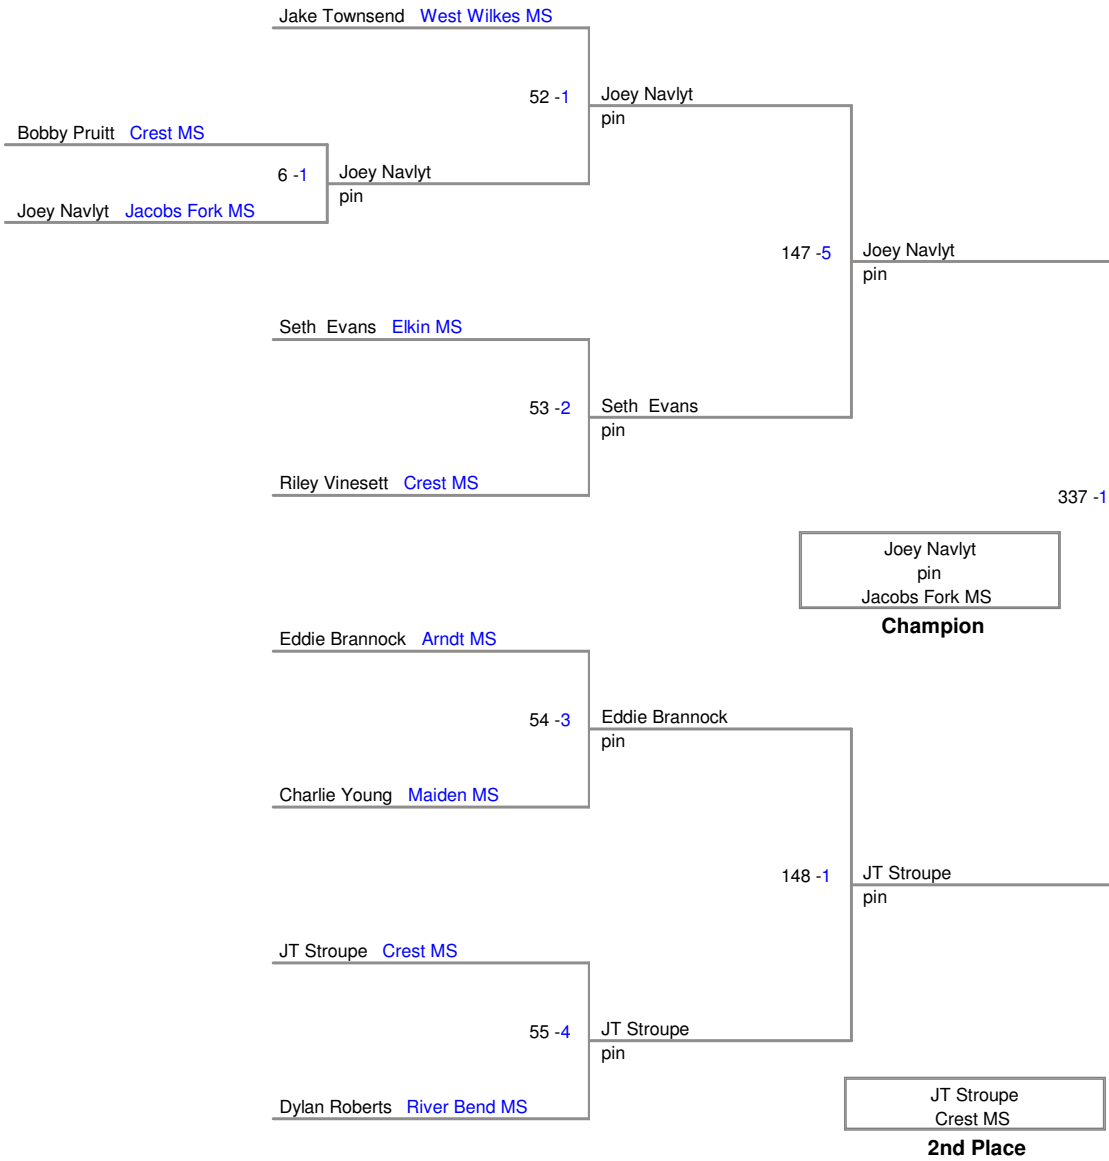 Jake Townsend West Wilkes MS
52 -1
Joey Navlyt
pin
Bobby Pruitt Crest MS
6 -1
Joey Navlyt
pin
Joey Navlyt Jacobs Fork MS
147 -5
Joey Navlyt
pin
Seth Evans Elkin MS
53 -2
Seth Evans
pin
Riley Vinesett Crest MS
337 -1
Joey Navlyt
pin
Jacobs Fork MS
Champion
Eddie Brannock Arndt MS
54 -3
Eddie Brannock
pin
Charlie Young Maiden MS
148 -1
JT Stroupe
pin
JT Stroupe Crest MS
55 -4
JT Stroupe
pin
Dylan Roberts River Bend MS
JT Stroupe
Crest MS
2nd Place